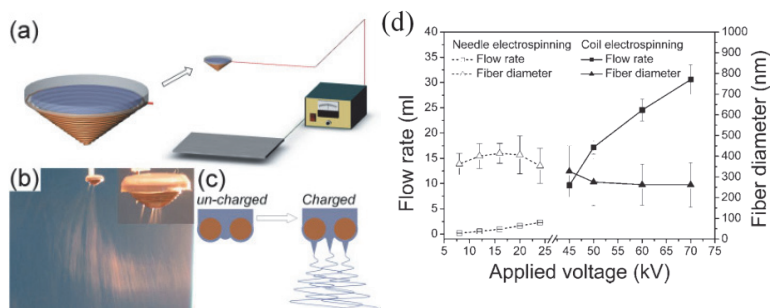 (a)
(b)
(c)
un-charged
Charged
(d)
Needle electrospinning
Flow rate
Fiber diameter
Coil electrospinning
Flow rate
Fiber diameter
Flow rate (ml
40
35
30
25
20
15
10
5
0
5 10 15 20 25 45 50 55 60 65 70 75
Applied voltage (kV)
1000
900
800
700
600
500
400
300
200
100
0
Fiber diameter (nm)